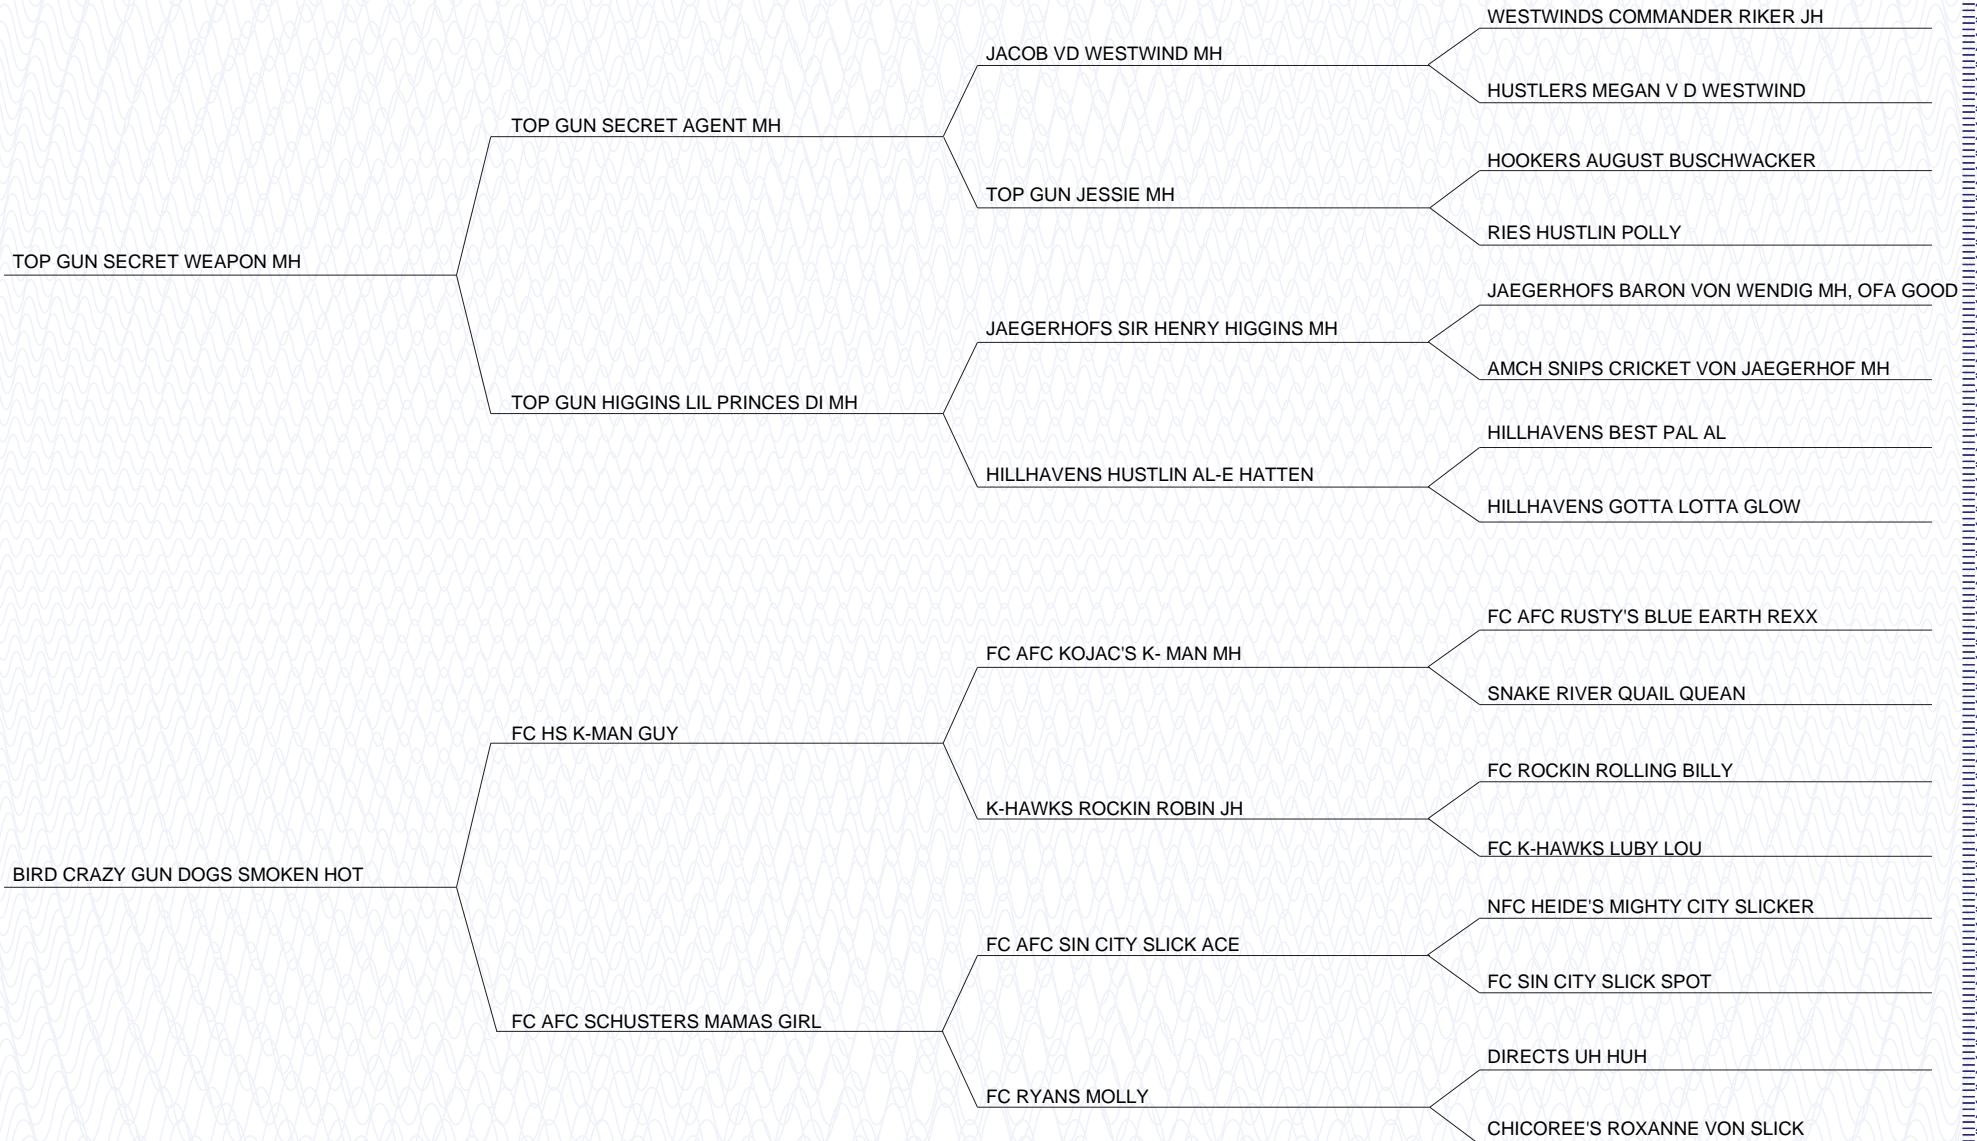 WESTWINDS COMMANDER RIKER JH
JACOB VD WESTWIND MH
HUSTLERS MEGAN V D WESTWIND
TOP GUN SECRET AGENT MH
HOOKERS AUGUST BUSCHWACKER
TOP GUN JESSIE MH
RIES HUSTLIN POLLY
TOP GUN SECRET WEAPON MH
JAEGERHOFS BARON VON WENDIG MH, OFA GOOD
JAEGERHOFS SIR HENRY HIGGINS MH
AMCH SNIPS CRICKET VON JAEGERHOF MH
TOP GUN HIGGINS LIL PRINCES DI MH
HILLHAVENS BEST PAL AL
HILLHAVENS HUSTLIN AL-E HATTEN
HILLHAVENS GOTTA LOTTA GLOW
FC AFC RUSTY'S BLUE EARTH REXX
FC AFC KOJAC'S K- MAN MH
SNAKE RIVER QUAIL QUEAN
FC HS K-MAN GUY
FC ROCKIN ROLLING BILLY
K-HAWKS ROCKIN ROBIN JH
FC K-HAWKS LUBY LOU
BIRD CRAZY GUN DOGS SMOKEN HOT
NFC HEIDE'S MIGHTY CITY SLICKER
FC AFC SIN CITY SLICK ACE
FC SIN CITY SLICK SPOT
FC AFC SCHUSTERS MAMAS GIRL
DIRECTS UH HUH
FC RYANS MOLLY
CHICOREE'S ROXANNE VON SLICK